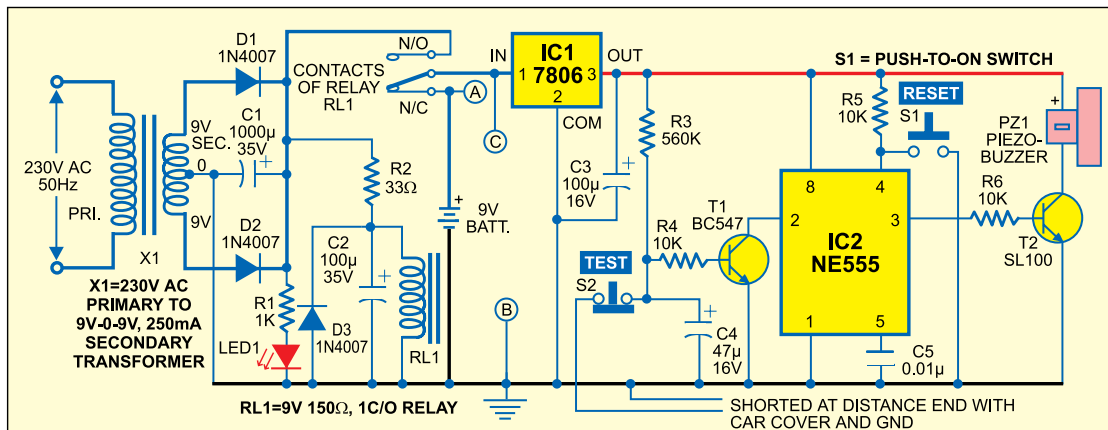 D1
1N4007
9V
SEC.
0
9V
C1
1000µ
35V
+
230V AC
50Hz
PRI.
X1
D2
1N4007
X1=230V AC
PRIMARY TO
9V-0-9V, 250mA
SECONDARY
TRANSFORMER
R1
1K
LED1
N/O
CONTACTS
OF RELAY
RL1
N/C
A
C
R2
33Ω
C2
100µ
35V
+
D3
1N4007
RL1
+
9V
BATT.
B
RL1=9V 150Ω, 1C/O RELAY
IN
IC1
7806
OUT
1
3
2
COM
C3
100µ
16V
+
R3
560K
R4
10K
T1
BC547
TEST
S2
+
C4
47µ
16V
S1 = PUSH-TO-ON SWITCH
R5
10K
RESET
S1
8
4
2
3
IC2
NE555
1
5
C5
0.01µ
R6
10K
+
PZ1
PIEZO-
BUZZER
T2
SL100
SHORTED AT DISTANCE END WITH
CAR COVER AND GND